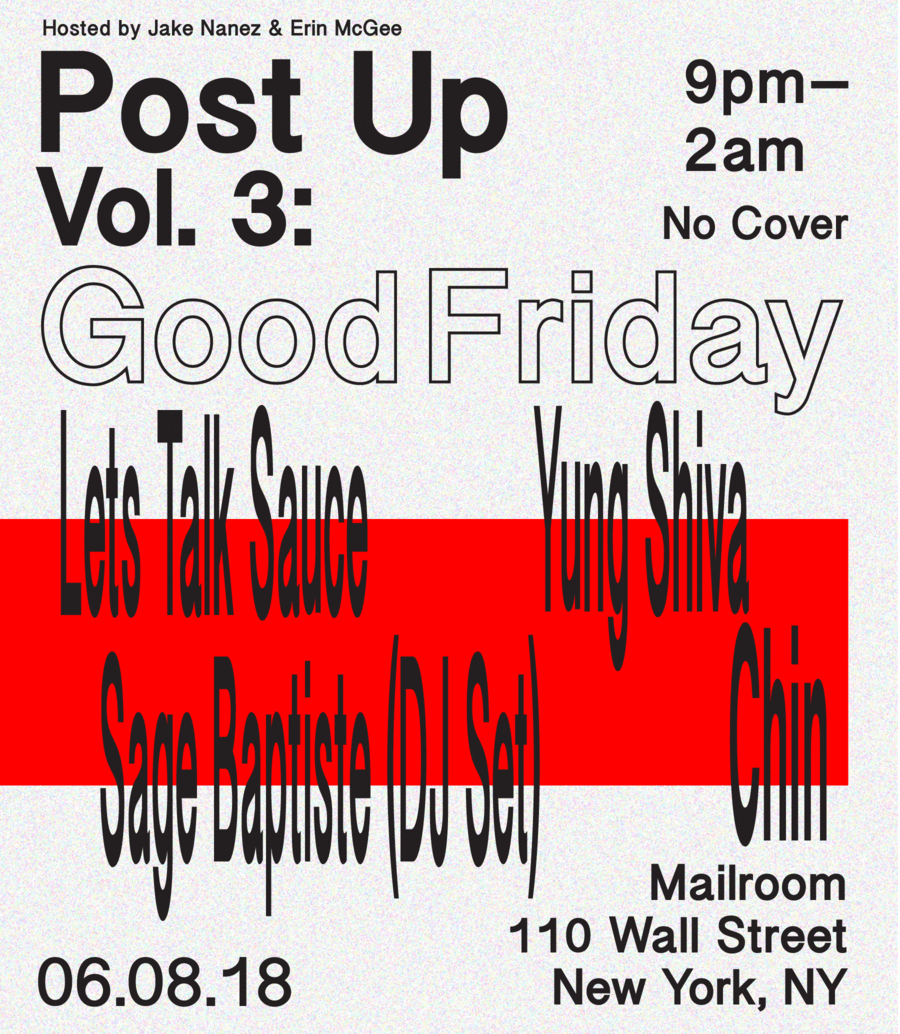 Hosted by Jake Nanez & Erin McGee
Post Up
Vol. 3:
9pm–
2am
No Cover
Good Friday
Lets Talk Sauce
Yung Shiva
Sage Baptiste (DJ Set)
Chin
Mailroom
110 Wall Street
New York, NY
06.08.18